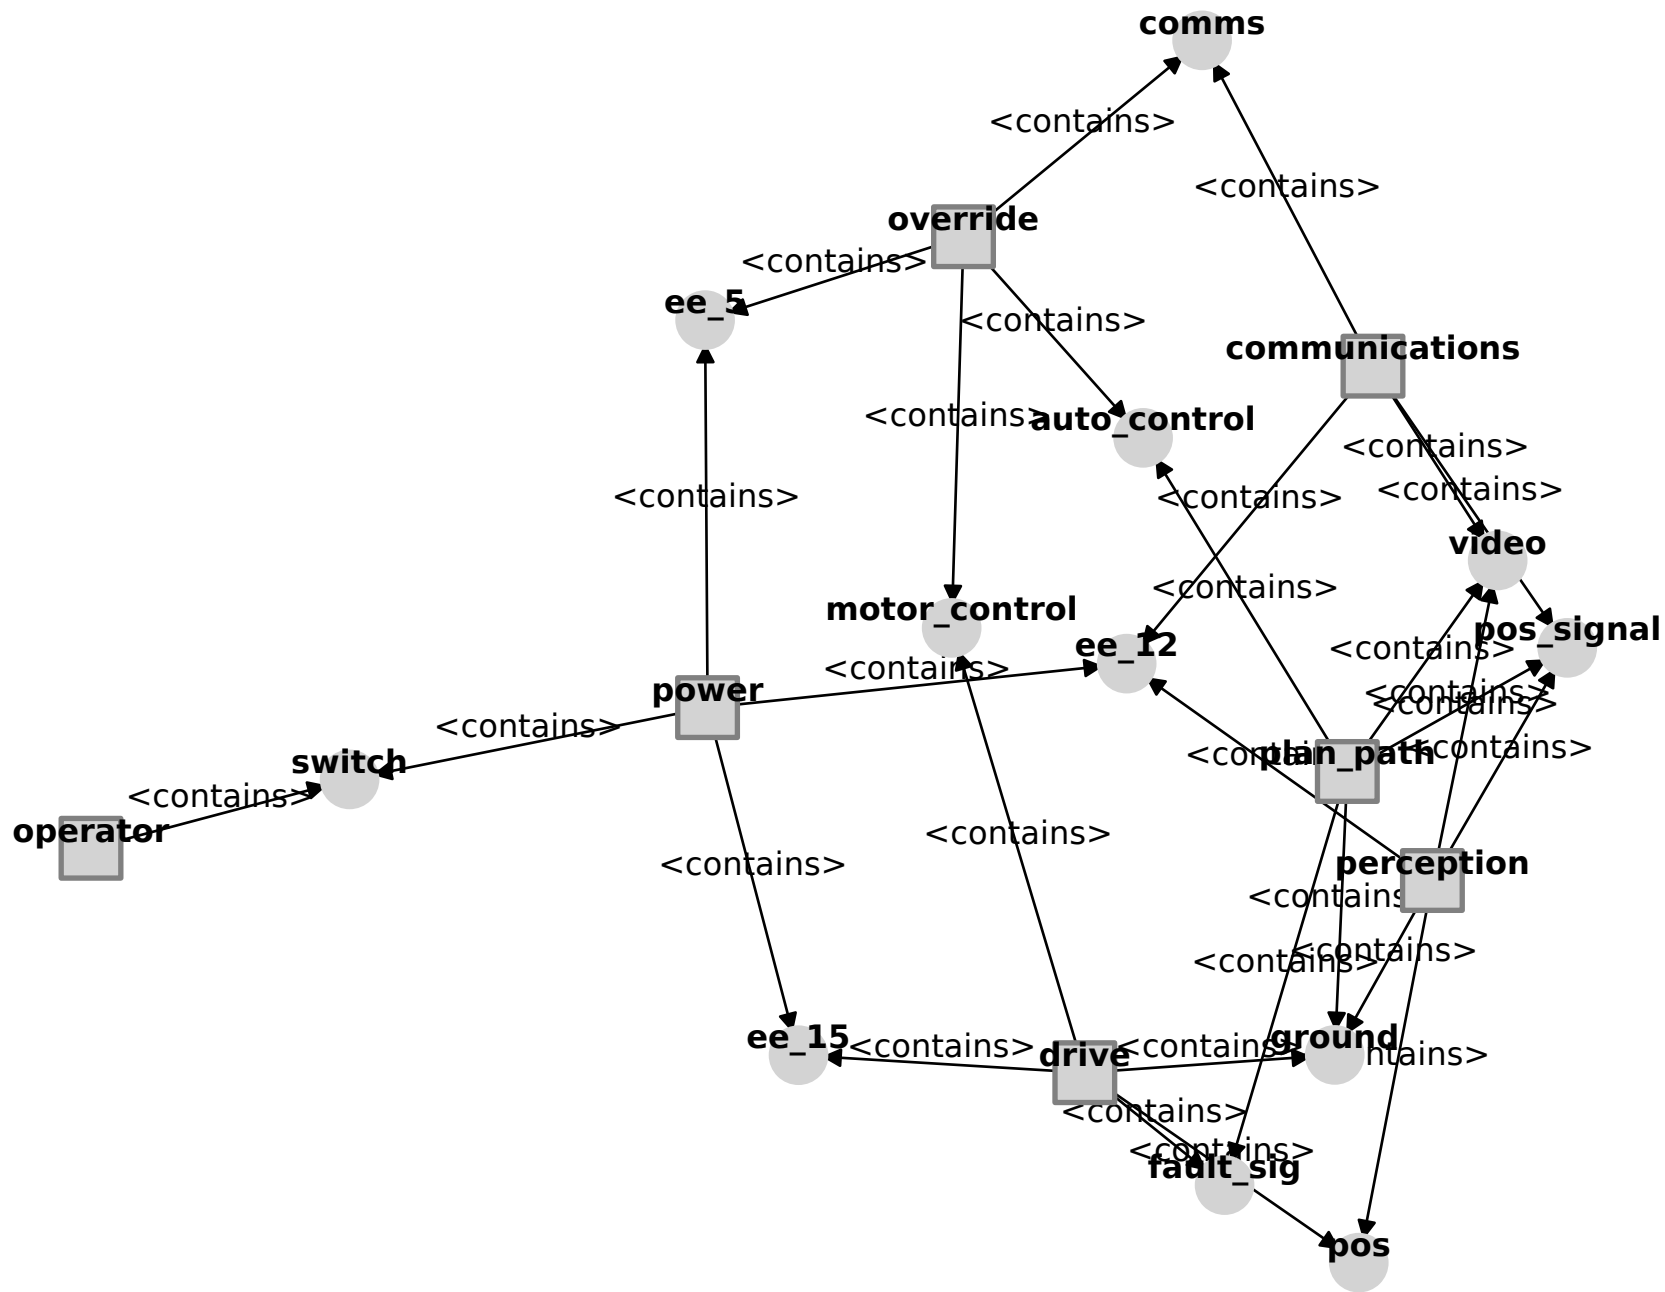 comms
<contains>
<contains>
override
<contains>
ee_5
<contains>
communications
<contains>
auto_control
<contains>
<contains>
<contains>
<contains>
video
<contains>
motor_control
pos_signal
ee_12
<contains>
<contains>
power
<contains>
<contains>
<contains>
<contains>
plan_path
<contains>
switch
<contains>
operator
<contains>
<contains>
perception
<contains
<contains>
<contains>
ee_15
<contains>
drive
<contains>
ground
ntains>
<contains>
<contains>
fault_sig
pos